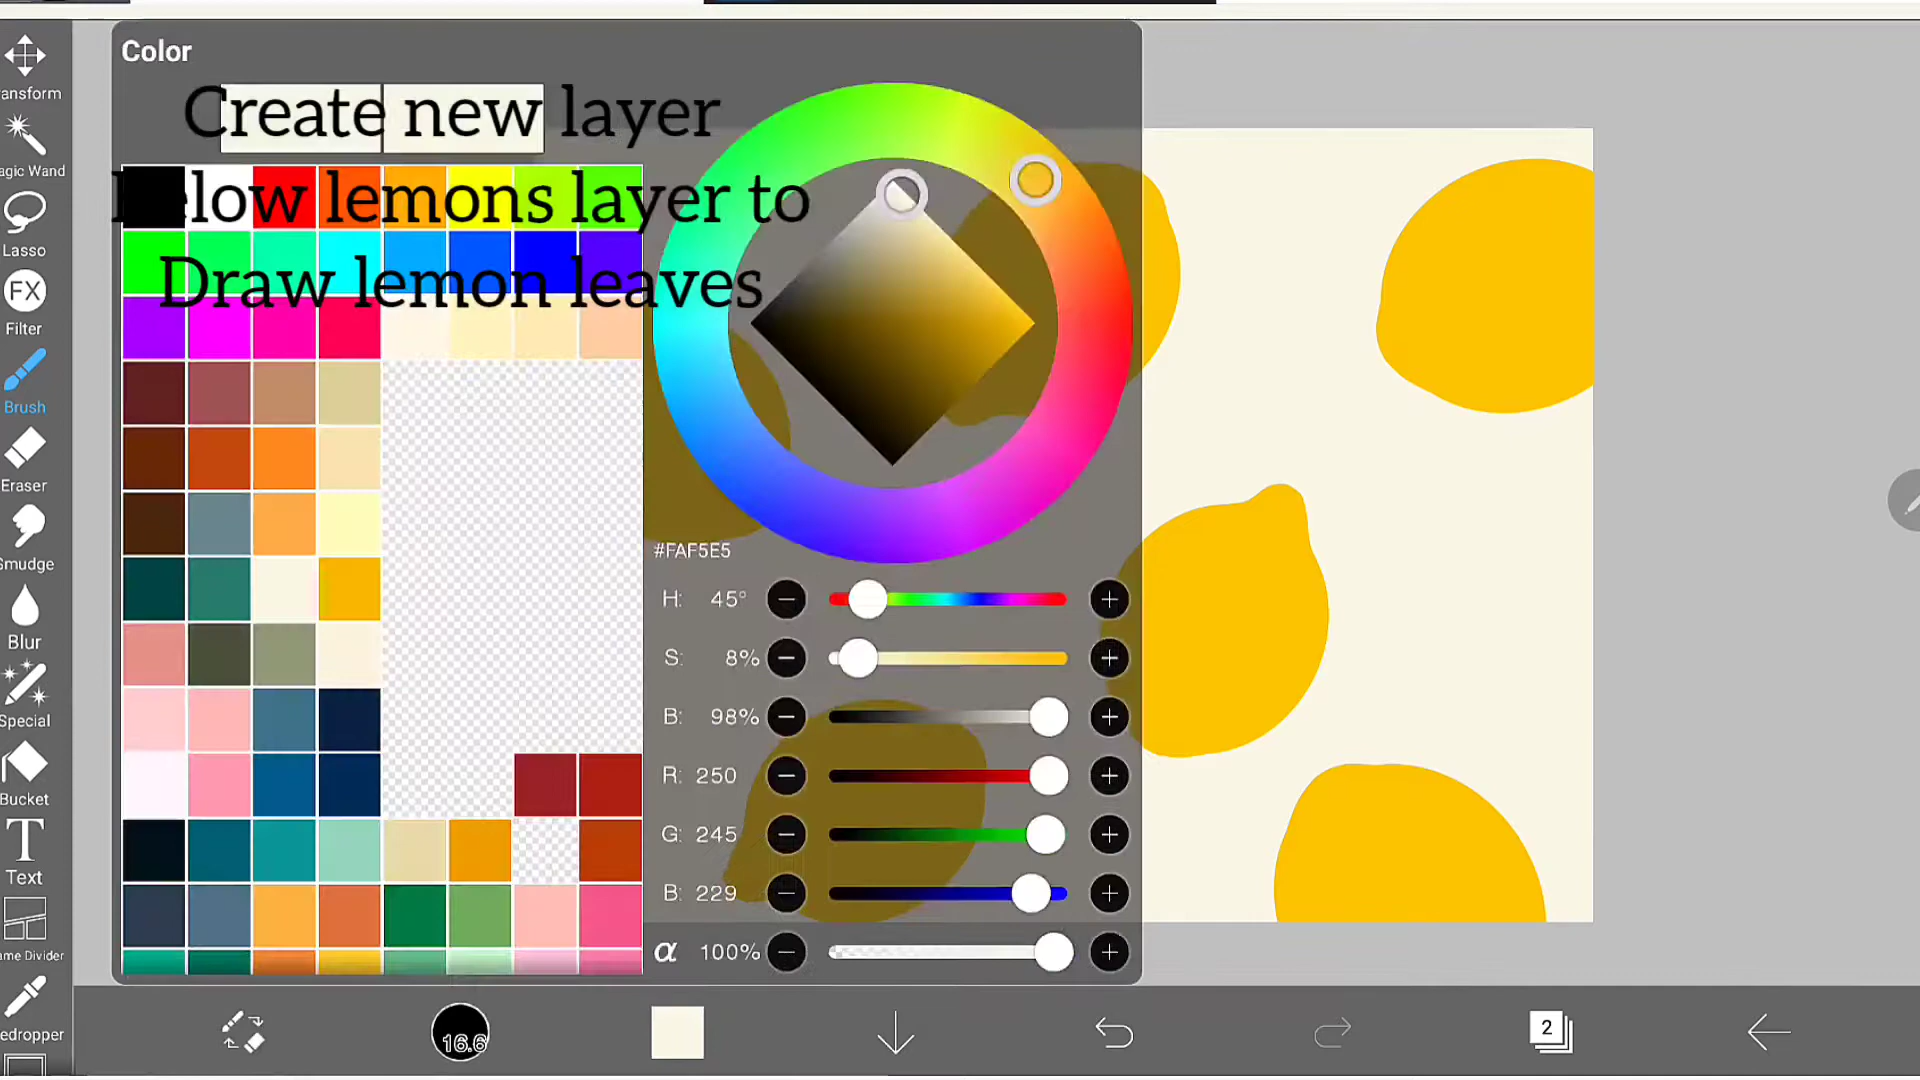 Color
Create new layer
Below lemons layer to
Draw lemon leaves
ansform
agic Wand
Lasso
FX
Filter
Brush
Eraser
Smudge
Blur
Special
Bucket
T
Text
ame Divider
edropper
#FAF5E5
H: 45°
S: 8%
B: 98%
R: 250
G: 245
B: 229
α 100%
16.6
2